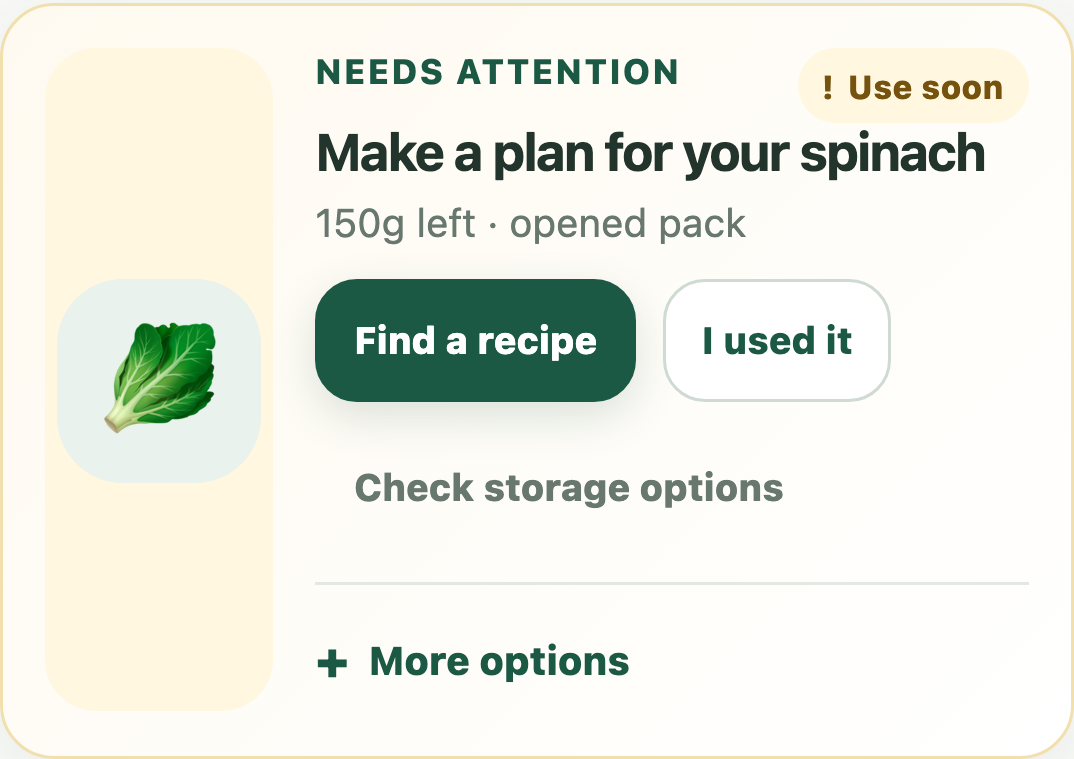 NEEDS ATTENTION
! Use soon
Make a plan for your spinach
150g left · opened pack
Find a recipe
I used it
Check storage options
+ More options